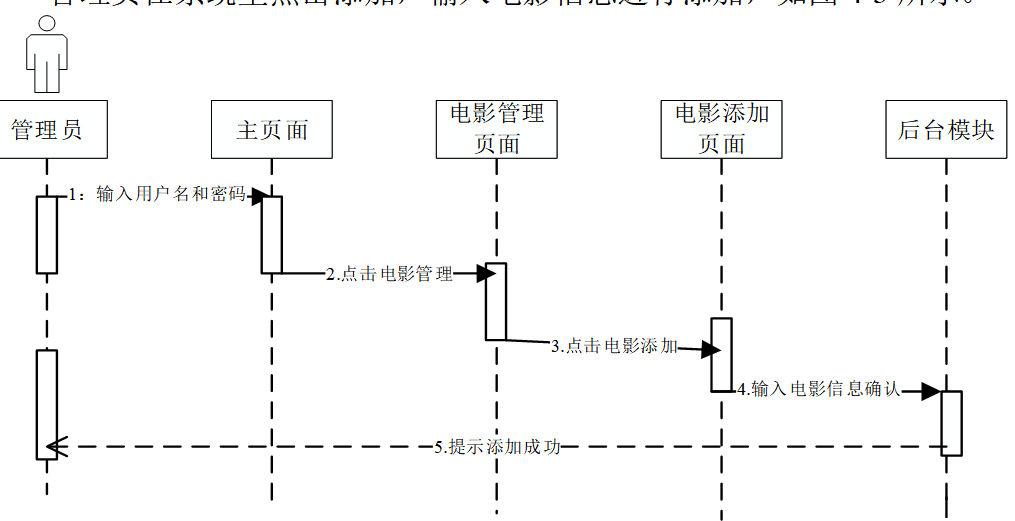 管理员
主页面
电影管理
页面
电影添加
页面
后台模块
1：输入用户名和密码
2.点击电影管理
3.点击电影添加
4.输入电影信息确认
5.提示添加成功